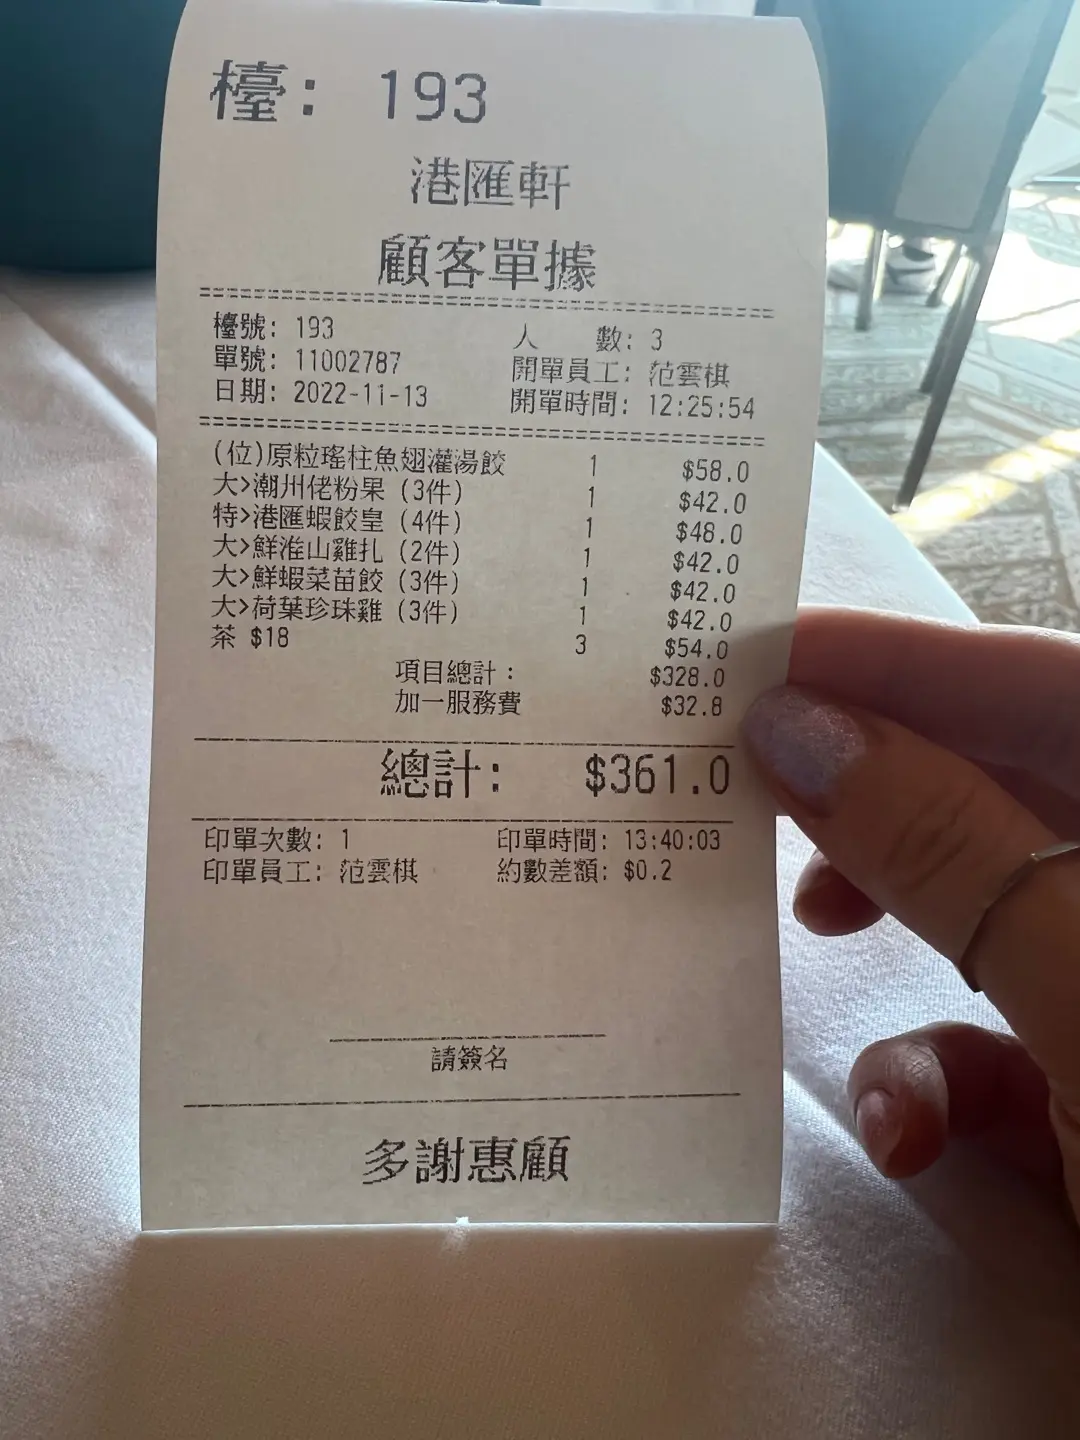 檯: 193
港匯軒
顧客單據
檯號: 193 人 數: 3
單號: 11002787 開單員工: 范雲棋
日期: 2022-11-13 開單時間: 12:25:54
(位)原粒瑤柱魚翅灌湯餃 1 $58.0
大>潮州佬粉果 (3件) 1 $42.0
特>港匯蝦餃皇 (4件) 1 $48.0
大>鮮淮山雞扎 (2件) 1 $42.0
大>鮮蝦菜苗餃 (3件) 1 $42.0
大>荷葉珍珠雞 (3件) 1 $42.0
茶 $18 3 $54.0
項目總計: $328.0
加一服務費 $32.8
總計: $361.0
印單次數: 1 印單時間: 13:40:03
印單員工: 范雲棋 約數差額: $0.2
請簽名
多謝惠顧